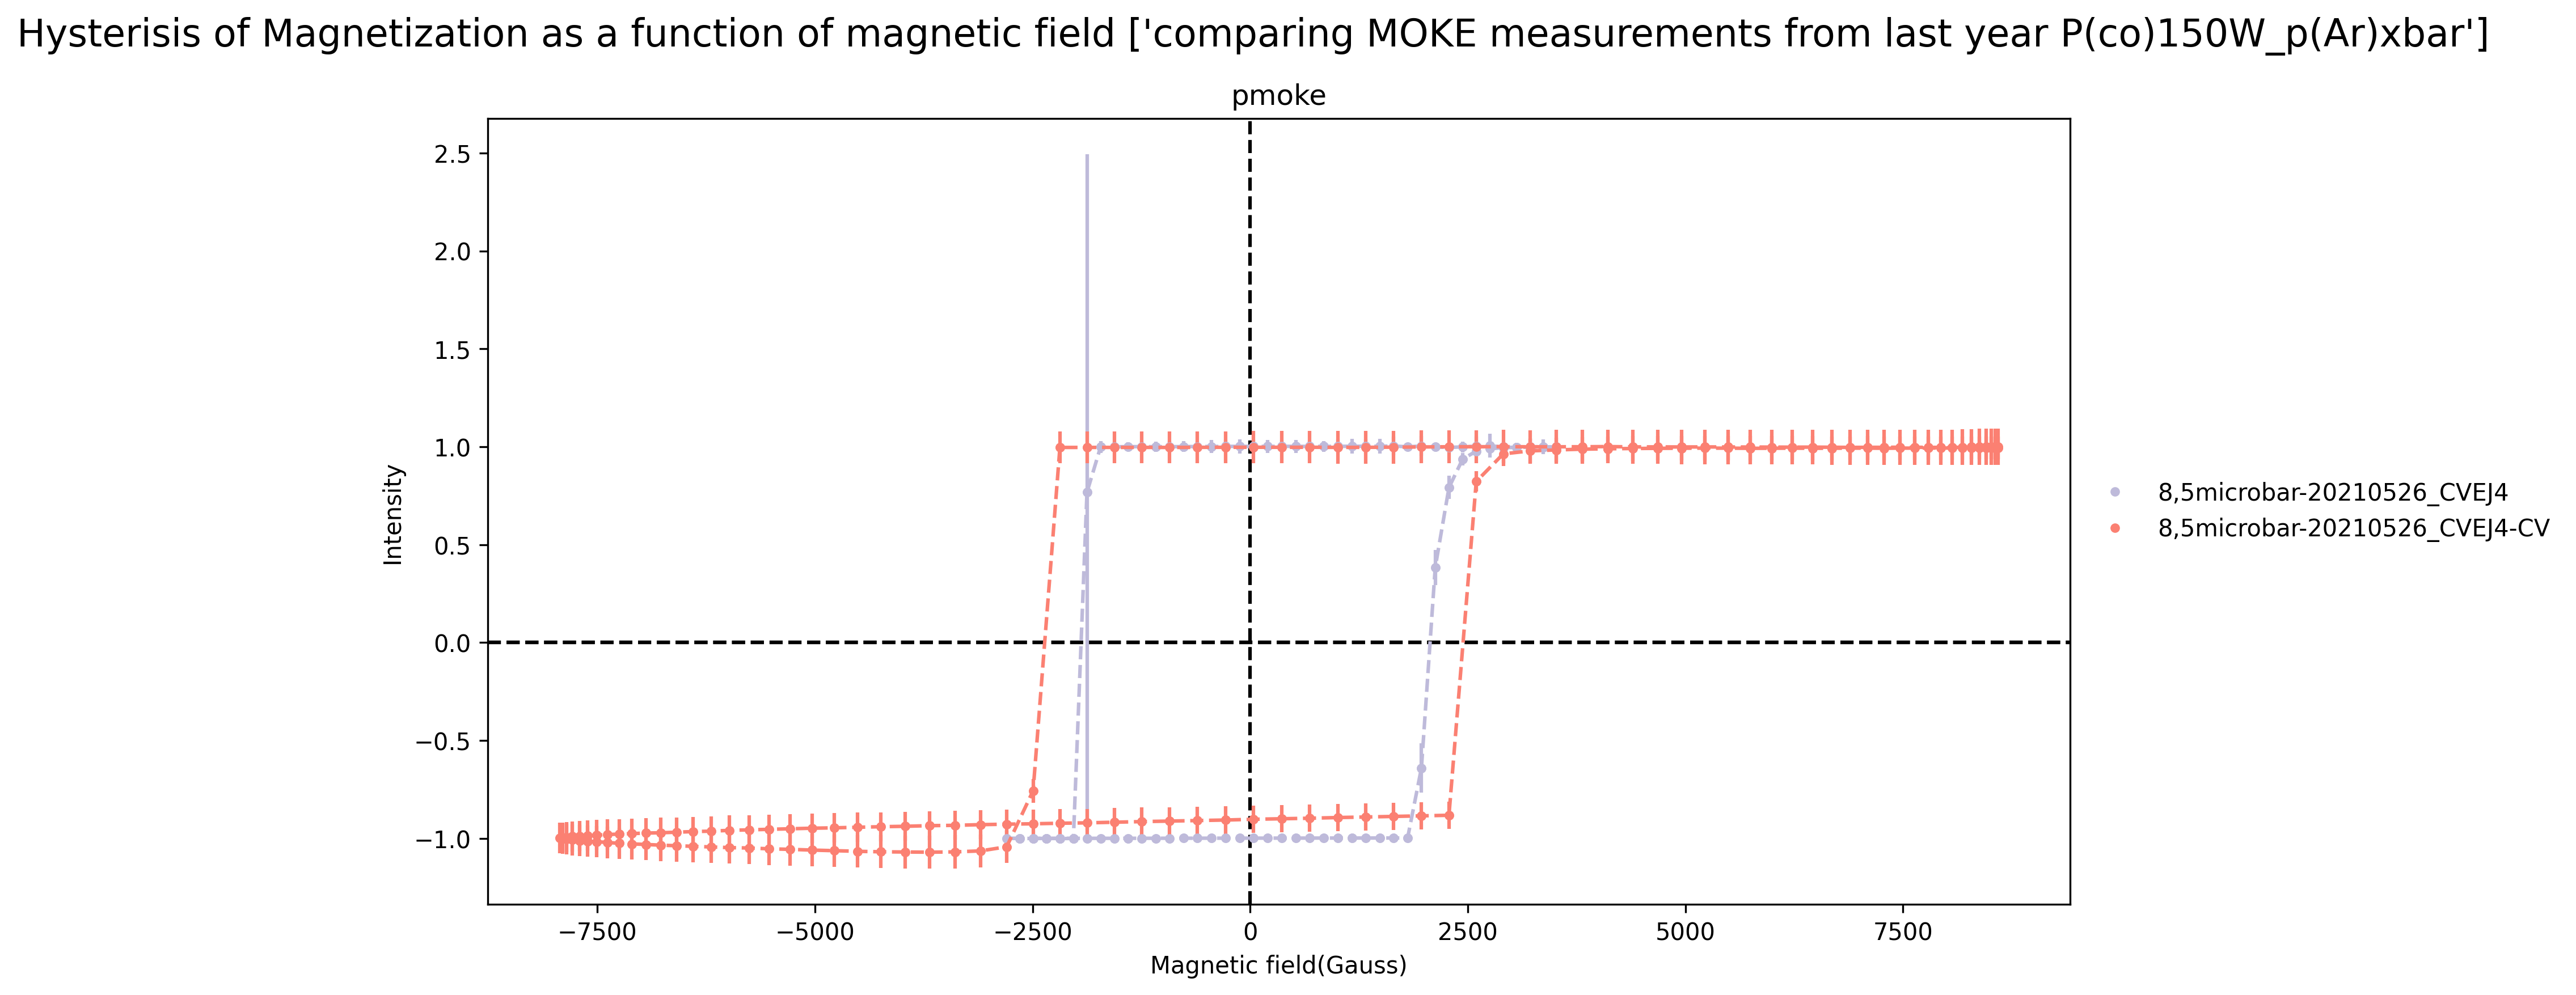 Hysterisis of Magnetization as a function of magnetic field ['comparing MOKE measurements from last year P(co)150W_p(Ar)xbar']
pmoke
2.5
2.0
1.5
1.0
0.5
0.0
−0.5
−1.0
Intensity
−7500 −5000 −2500 0 2500 5000 7500
Magnetic field(Gauss)
8,5microbar-20210526_CVEJ4
8,5microbar-20210526_CVEJ4-CV